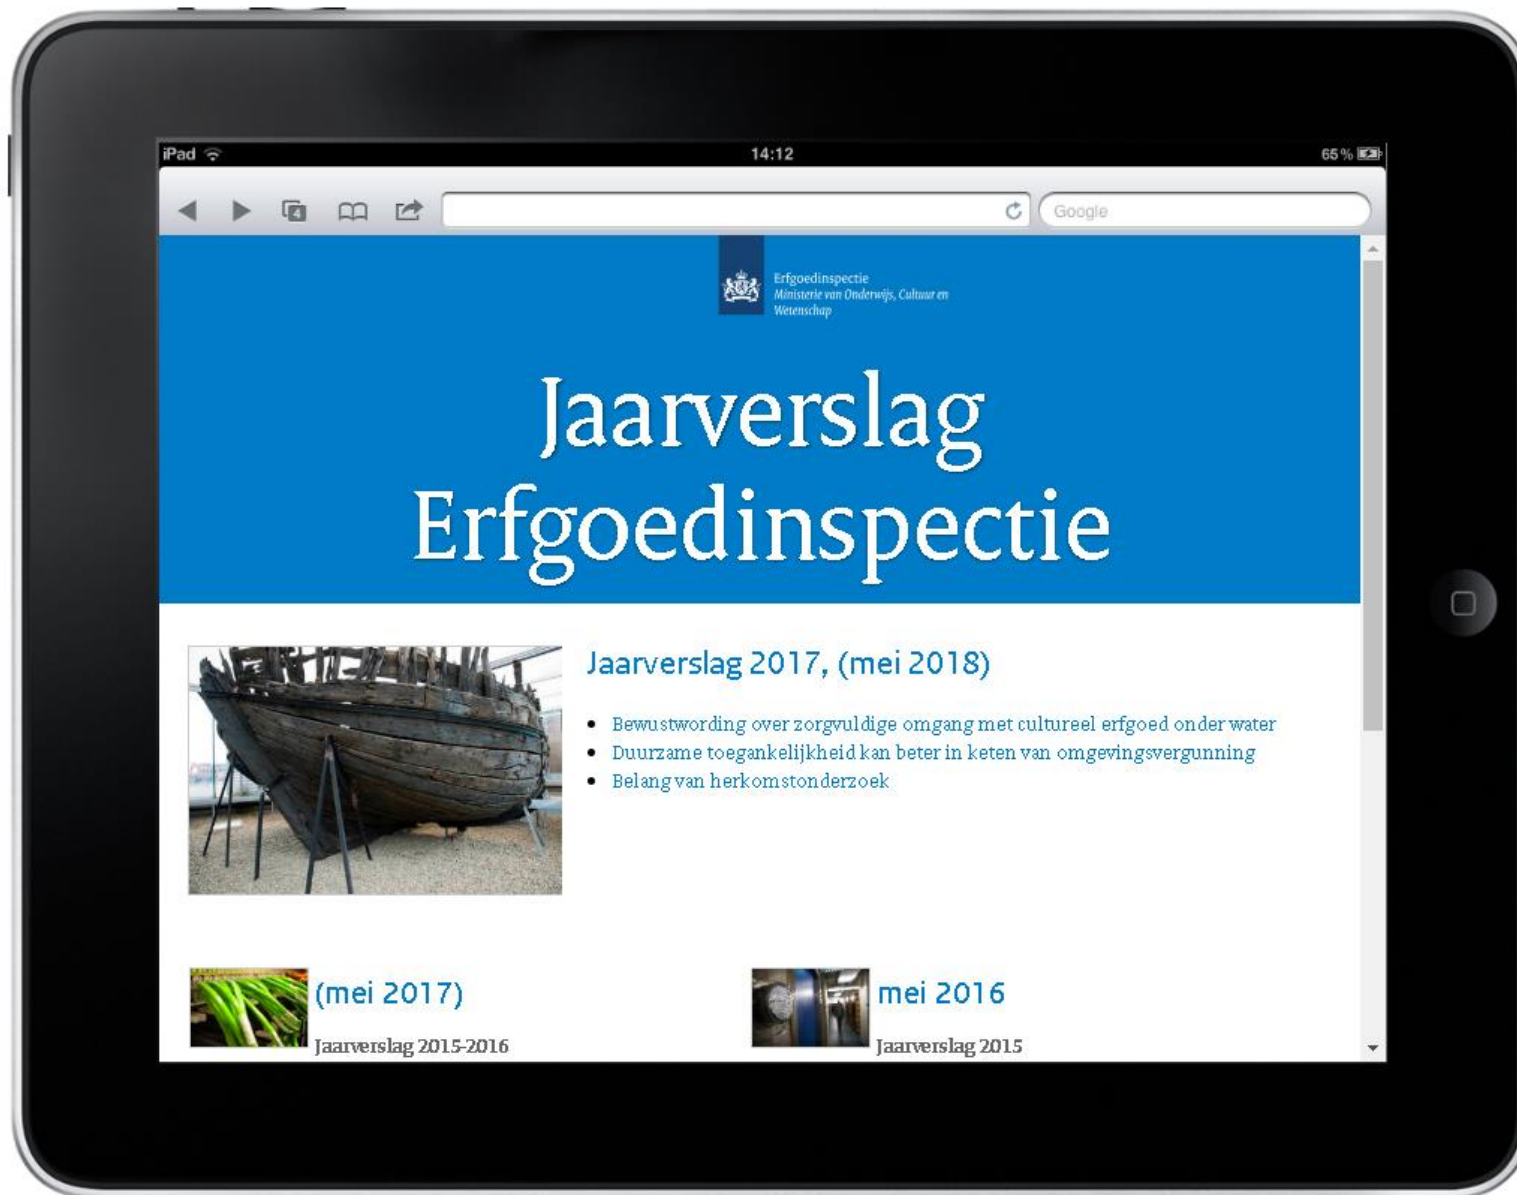 iPad 14:12 65%
4 Google
Erfgoedinspectie
Ministerie van Onderwijs, Cultuur en
Wetenschap
Jaarverslag
Erfgoedinspectie
Jaarverslag 2017, (mei 2018)
Bewustwording over zorgvuldige omgang met cultureel erfgoed onder water
Duurzame toegankelijkheid kan beter in keten van omgevingsvergunning
Belang van herkomstonderzoek
(mei 2017)
Jaarverslag 2015-2016
mei 2016
Jaarverslag 2015